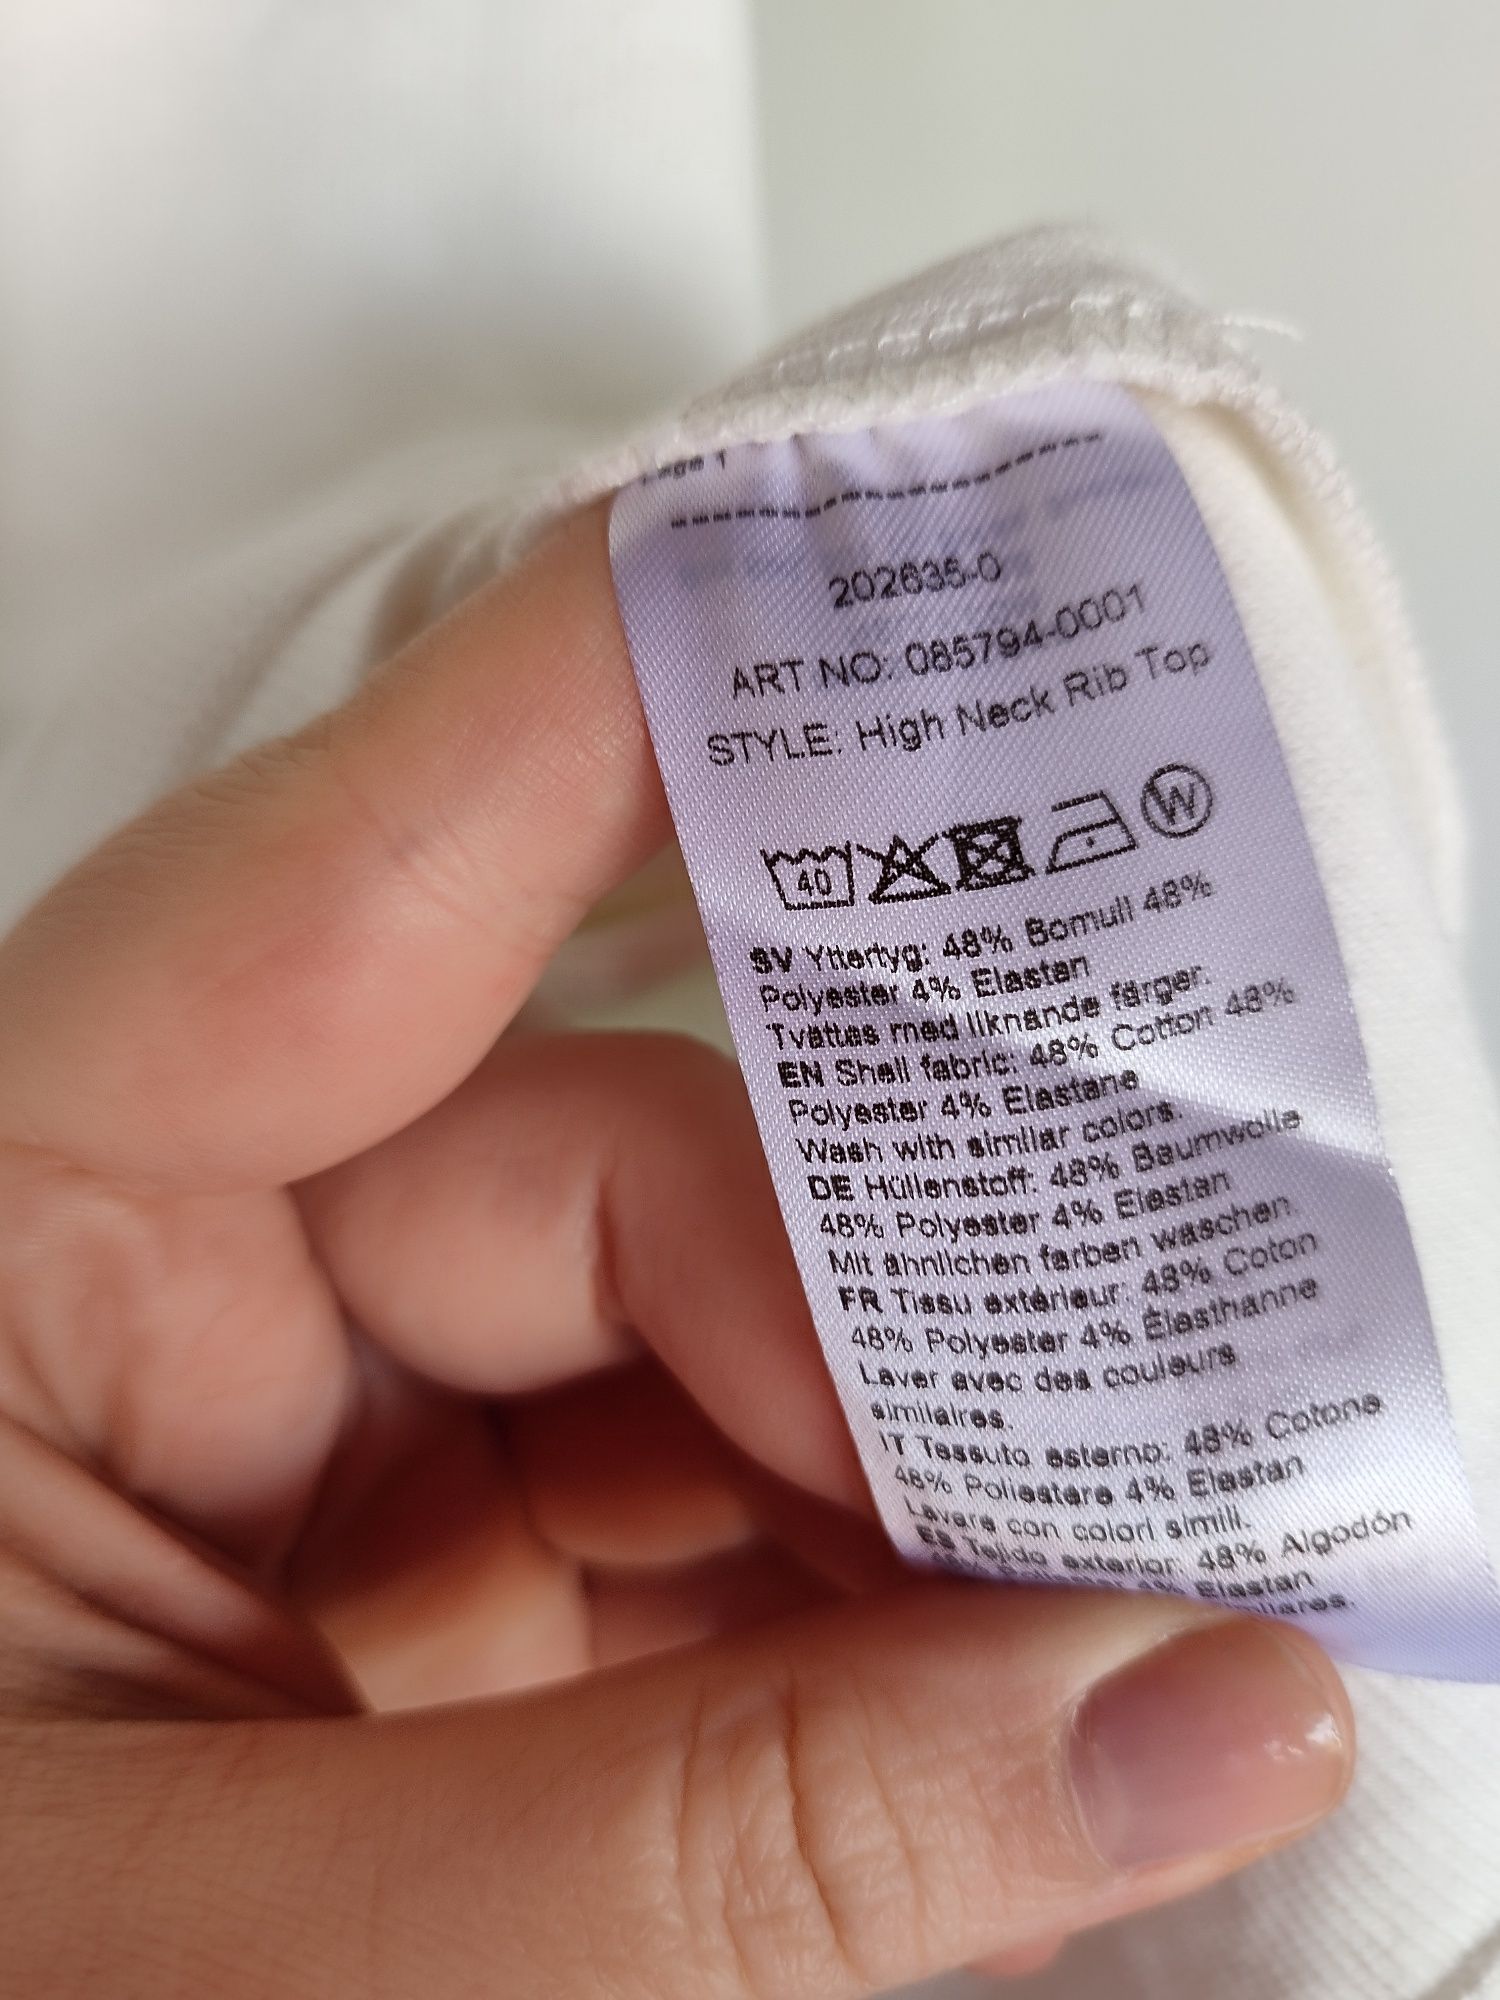 Page 1
202635-0
ART NO: 085794-0001
STYLE: High Neck Rib Top
40
W
SV Yttertyg: 48% Bomull 48%
Polyester 4% Elastan
Tvättas med liknande färger.
EN Shell fabric: 48% Cotton 48%
Polyester 4% Elastane
Wash with similar colors.
DE Hüllenstoff: 48% Baumwolle
48% Polyester 4% Elastan
Mit ähnlichen farben waschen.
FR Tissu extérieur: 48% Coton
48% Polyester 4% Élasthanne
Laver avec des couleurs
similaires.
IT Tessuto esterno: 48% Cotone
48% Poliestere 4% Elastan
Lavare con colori simili.
ES Tejido exterior: 48% Algodón
4% Elastan